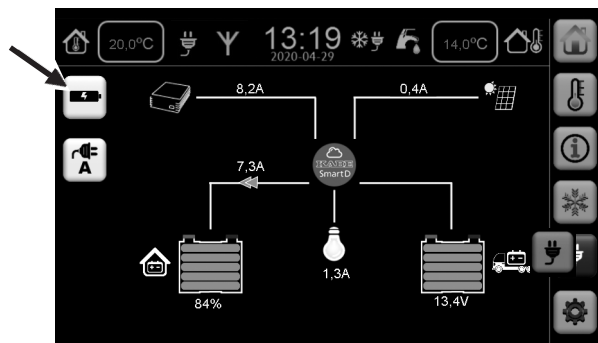 20,0°C
13:19
2020-04-29
14,0°C
8,2A
0,4A
A
7,3A
KABE
SmartD
1,3A
84%
13,4V